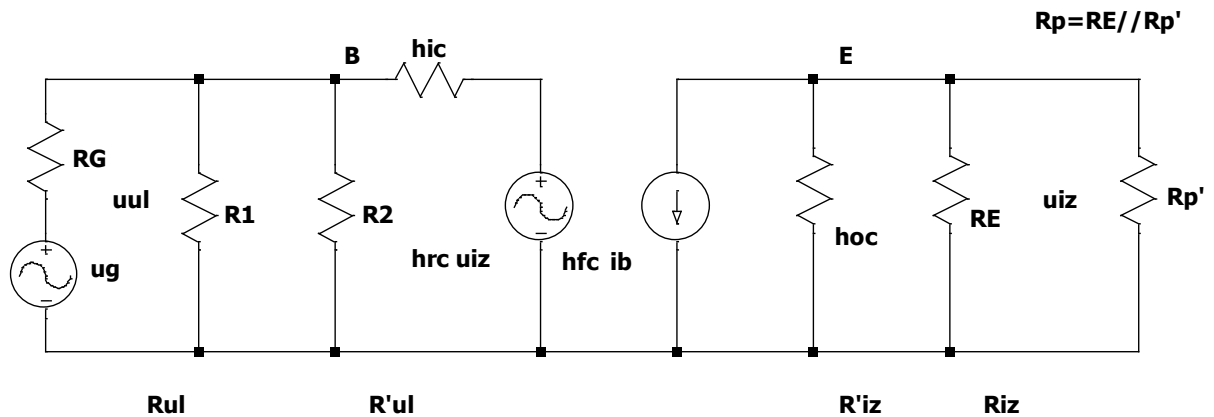 Rp=RE//Rp'
B
hic
E
RG
uul
R1
R2
uiz
Rp'
RE
hoc
ug
hrc uiz
hfc ib
Rul
R'ul
R'iz
Riz